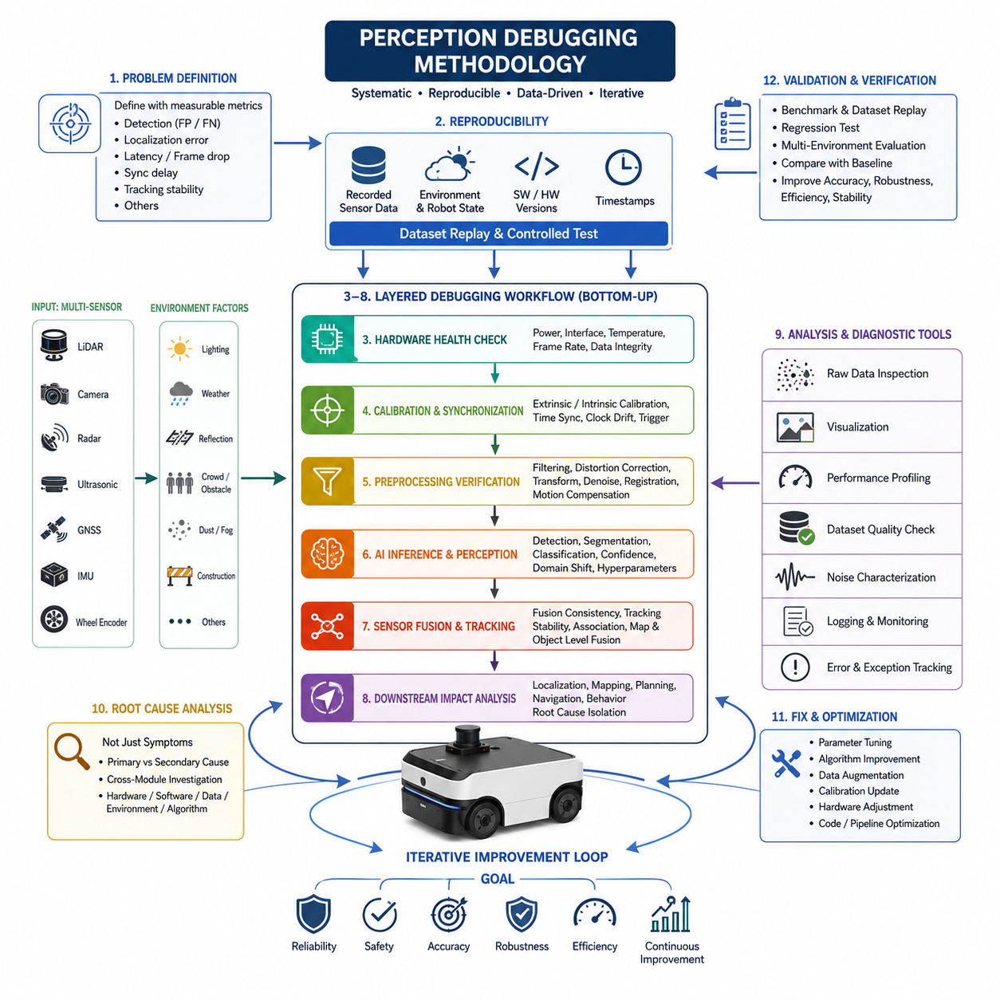 PERCEPTION DEBUGGING
METHODOLOGY
Systematic • Reproducible • Data-Driven • Iterative
1. PROBLEM DEFINITION
Define with measurable metrics
• Detection (FP / FN)
• Localization error
• Latency / Frame drop
• Sync delay
• Tracking stability
• Others
2. REPRODUCIBILITY
Recorded
Sensor Data
Environment
& Robot State
SW / HW
Versions
Timestamps
Dataset Replay & Controlled Test
12. VALIDATION & VERIFICATION
• Benchmark & Dataset Replay
• Regression Test
• Multi-Environment Evaluation
• Compare with Baseline
• Improve Accuracy, Robustness,
Efficiency, Stability
INPUT: MULTI-SENSOR
LiDAR
Camera
Radar
Ultrasonic
GNSS
IMU
Wheel Encoder
ENVIRONMENT FACTORS
Lighting
Weather
Reflection
Crowd /
Obstacle
Dust / Fog
Construction
Others
3–8. LAYERED DEBUGGING WORKFLOW (BOTTOM-UP)
3. HARDWARE HEALTH CHECK
Power, Interface, Temperature,
Frame Rate, Data Integrity
4. CALIBRATION & SYNCHRONIZATION
Extrinsic / Intrinsic Calibration,
Time Sync, Clock Drift, Trigger
5. PREPROCESSING VERIFICATION
Filtering, Distortion Correction,
Transform, Denoise, Registration,
Motion Compensation
6. AI INFERENCE & PERCEPTION
Detection, Segmentation,
Classification, Confidence,
Domain Shift, Hyperparameters
7. SENSOR FUSION & TRACKING
Fusion Consistency, Tracking
Stability, Association, Map &
Object Level Fusion
8. DOWNSTREAM IMPACT ANALYSIS
Localization, Mapping, Planning,
Navigation, Behavior
Root Cause Isolation
9. ANALYSIS & DIAGNOSTIC TOOLS
Raw Data Inspection
Visualization
Performance Profiling
Dataset Quality Check
Noise Characterization
Logging & Monitoring
Error & Exception Tracking
10. ROOT CAUSE ANALYSIS
Not Just Symptoms
• Primary vs Secondary Cause
• Cross-Module Investigation
• Hardware / Software / Data /
Environment / Algorithm
11. FIX & OPTIMIZATION
• Parameter Tuning
• Algorithm Improvement
• Data Augmentation
• Calibration Update
• Hardware Adjustment
• Code / Pipeline Optimization
ITERATIVE IMPROVEMENT LOOP
GOAL
Reliability
Safety
Accuracy
Robustness
Efficiency
Continuous
Improvement